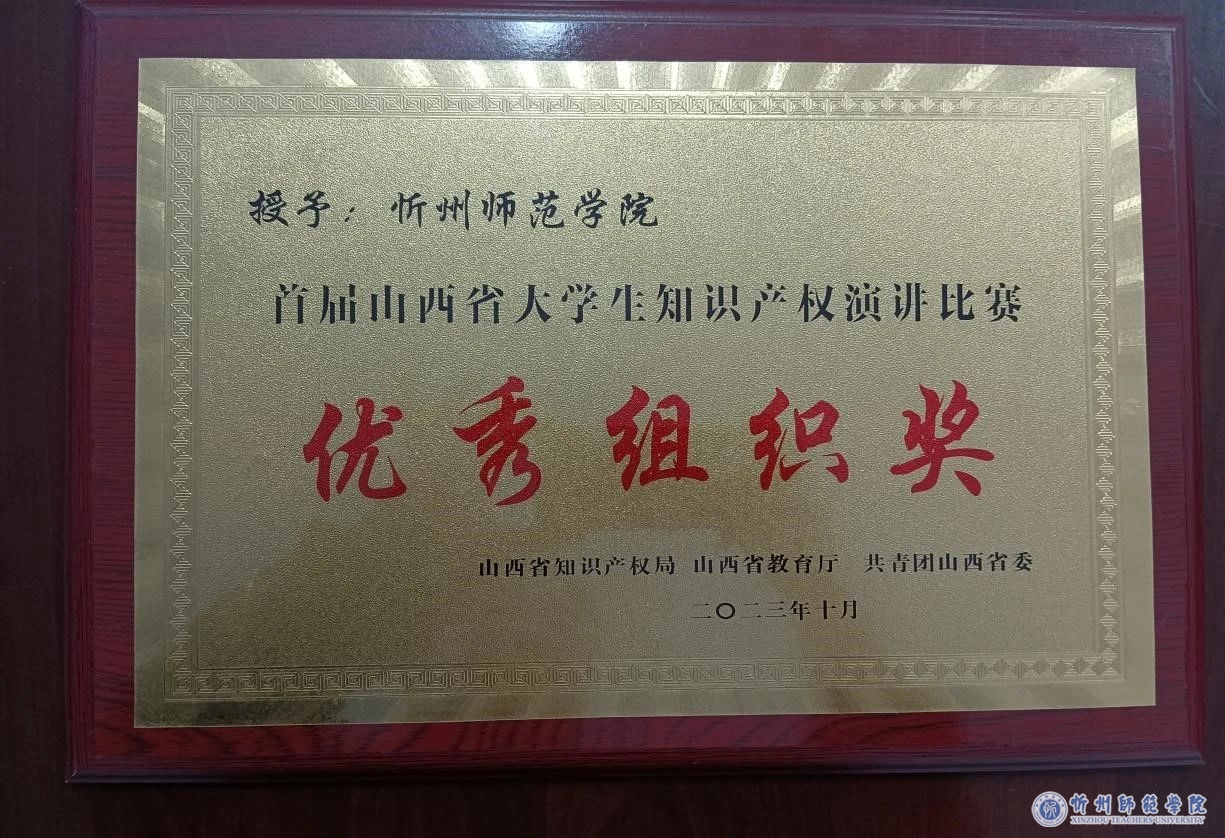 授予：忻州师范学院
首届山西省大学生知识产权演讲比赛
优秀组织奖
山西省知识产权局 山西省教育厅 共青团山西省委
二〇二三年十月
忻州师范学院
XINZHOU TEACHERS UNIVERSITY